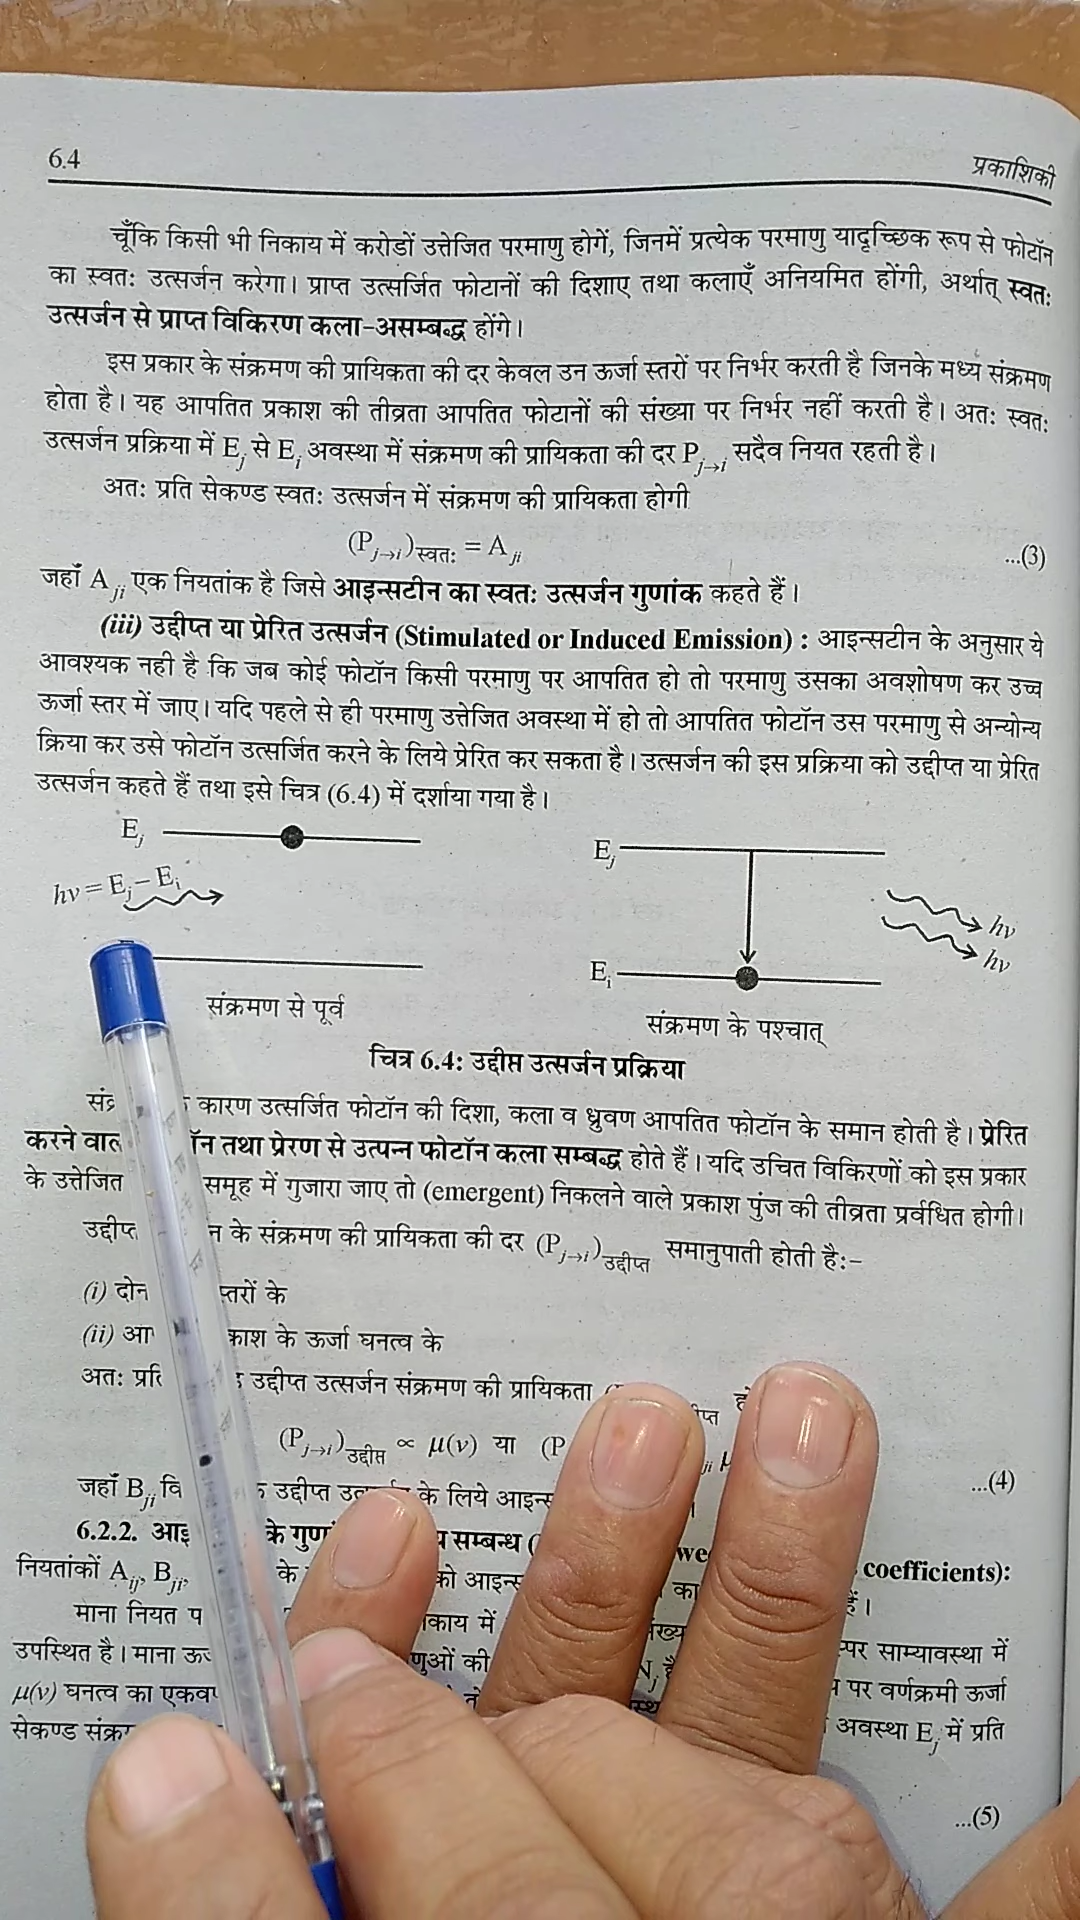 6.4
प्रकाशिकी
चूँकि किसी भी निकाय में करोडों उत्तेजित परमाणु होगें, जिनमें प्रत्येक परमाणु यादृच्छिक रूप से फोटॉन
का स्वतः उत्सर्जन करेगा। प्राप्त उत्सर्जित फोटानों की दिशाए तथा कलाएँ अनियमित होंगी, अर्थात् स्वतः
उत्सर्जन से प्राप्त विकिरण कला-असम्बद्ध होंगे।
इस प्रकार के संक्रमण की प्रायिकता की दर केवल उन ऊर्जा स्तरों पर निर्भर करती है जिनके मध्य संक्रमण
होता है। यह आपतित प्रकाश की तीव्रता आपतित फोटानों की संख्या पर निर्भर नहीं करती है। अतः स्वतः
उत्सर्जन प्रक्रिया में E_j से E_i अवस्था में संक्रमण की प्रायिकता की दर P_{j→i} सदैव नियत रहती है।
अतः प्रति सेकण्ड स्वतः उत्सर्जन में संक्रमण की प्रायिकता होगी
(P_{j→i})_{स्वतः} = A_{ji} ...(3)
जहाँ A_{ji} एक नियतांक है जिसे आइन्सटीन का स्वतः उत्सर्जन गुणांक कहते हैं।
(iii) उद्दीप्त या प्रेरित उत्सर्जन (Stimulated or Induced Emission) : आइन्सटीन के अनुसार ये
आवश्यक नही है कि जब कोई फोटॉन किसी परमाणु पर आपतित हो तो परमाणु उसका अवशोषण कर उच्च
ऊर्जा स्तर में जाए। यदि पहले से ही परमाणु उत्तेजित अवस्था में हो तो आपतित फोटॉन उस परमाणु से अन्योन्य
क्रिया कर उसे फोटॉन उत्सर्जित करने के लिये प्रेरित कर सकता है। उत्सर्जन की इस प्रक्रिया को उद्दीप्त या प्रेरित
उत्सर्जन कहते हैं तथा इसे चित्र (6.4) में दर्शाया गया है।
E_j
E_j
hν = E_j – E_i
hν
hν
E_i
संक्रमण से पूर्व
संक्रमण के पश्चात्
चित्र 6.4: उद्दीप्त उत्सर्जन प्रक्रिया
कारण उत्सर्जित फोटॉन की दिशा, कला व ध्रुवण आपतित फोटॉन के समान होती है। प्रेरित
करने तथा प्रेरण से उत्पन्न फोटॉन कला सम्बद्ध होते हैं। यदि उचित विकिरणों को इस प्रकार
के उत्तेजित समूह में गुजारा जाए तो (emergent) निकलने वाले प्रकाश पुंज की तीव्रता प्रर्वधित होगी।
के संक्रमण की प्रायिकता की दर (P_{j→i})_{उद्दीप्त} समानुपाती होती है:-
(i) के
(ii) के ऊर्जा घनत्व के
अतः उद्दीप्त उत्सर्जन संक्रमण की प्रायिकता
(P_{j→i})_{उद्दीप्त} ∝ μ(ν) या ...(4)
जहाँ B_{ji} उद्दीप्त के लिये
6.2.2. सम्बन्ध coefficients):
नियतांकों A_{ij}, B_{ji}, के को का हैं।
माना नियत में
उपस्थित है। माना की N_j पर साम्यावस्था में
μ(ν) घनत्व का पर वर्णक्रमी ऊर्जा
सेकण्ड अवस्था E_j में प्रति
...(5)